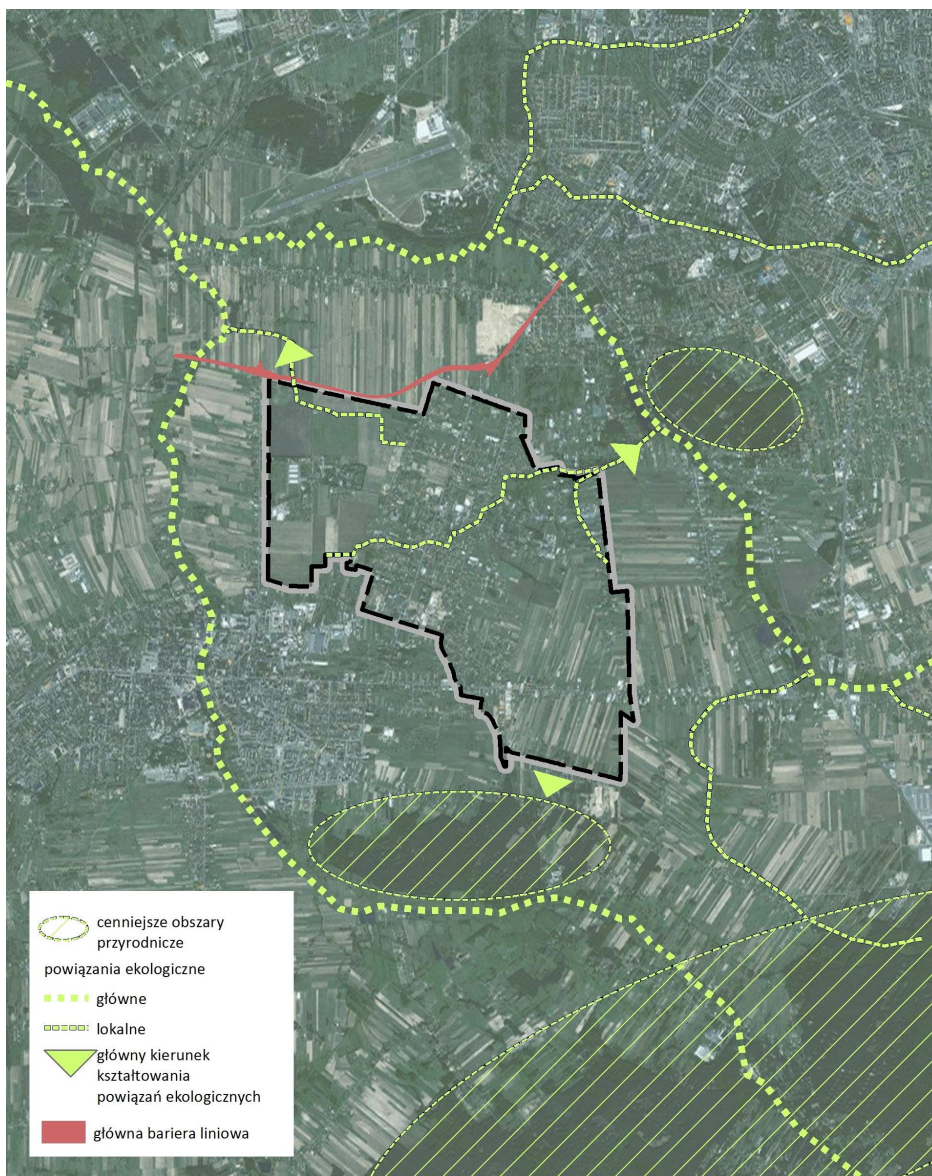 cenniejsze obszary
przyrodnicze
powiązania ekologiczne
główne
lokalne
główny kierunek
kształtowania
powiązań ekologicznych
główna bariera liniowa